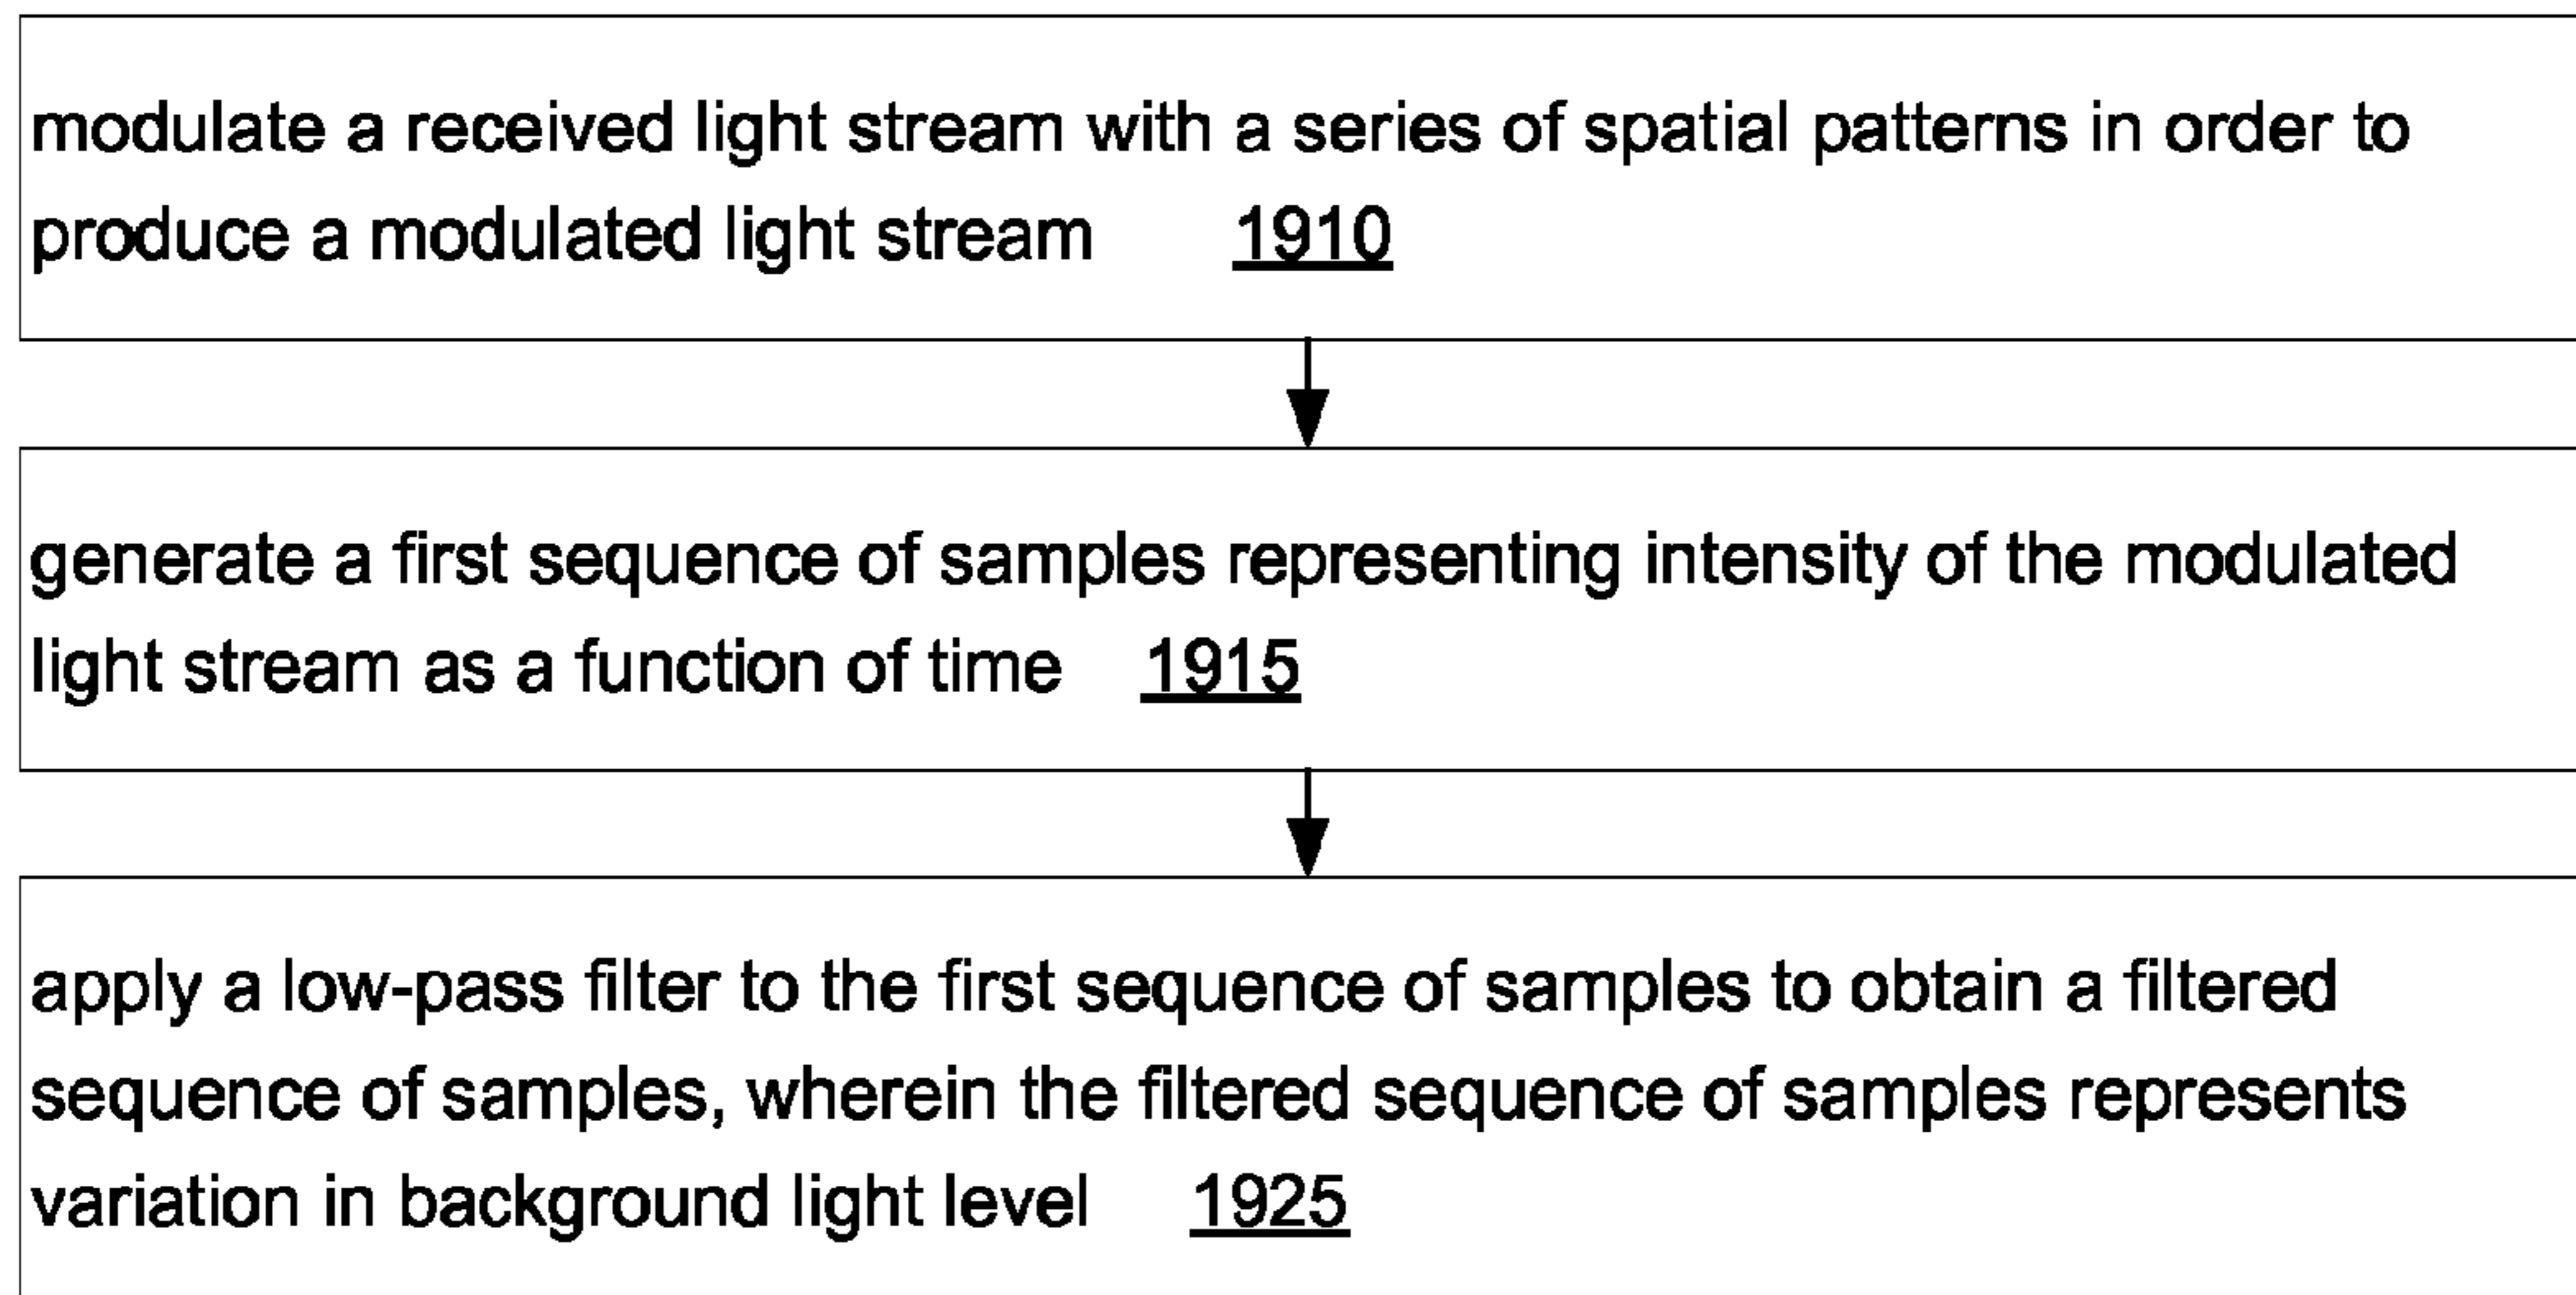 modulate a received light stream with a series of spatial patterns in order to
produce a modulated light stream 1910
generate a first sequence of samples representing intensity of the modulated
light stream as a function of time 1915
apply a low-pass filter to the first sequence of samples to obtain a filtered
sequence of samples, wherein the filtered sequence of samples represents
variation in background light level 1925